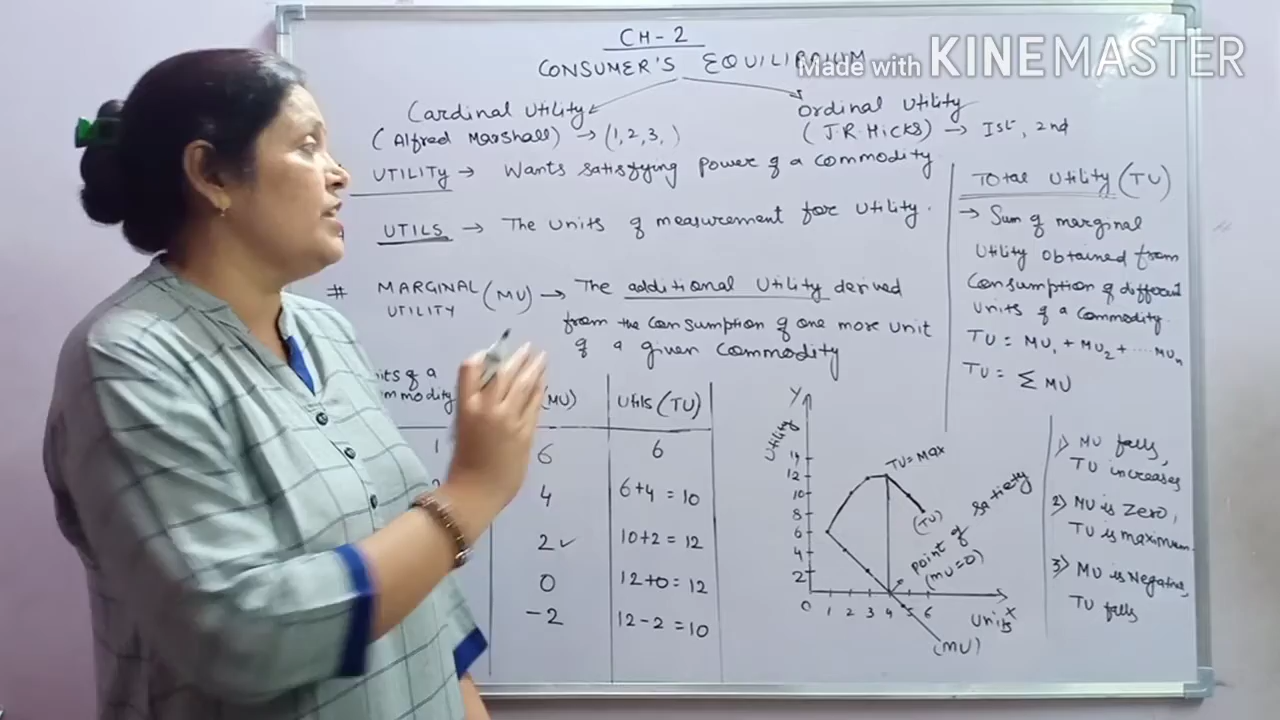 CH-2
CONSUMER'S EQUILIBRIUM
Made with KINEMASTER
Cardinal Utility
(Alfred Marshall) → (1,2,3, )
Ordinal Utility
(J.R. HICKS) → Ist, 2nd
UTILITY → Wants satisfying power of a commodity
UTILS → The units of measurement for Utility.
# MARGINAL UTILITY (MU) → The additional Utility derived
from the consumption of one more unit
of a given commodity
Total Utility (TU)
→ Sum of marginal
Utility obtained from
Consumption of different
units of a commodity.
TU = MU1 + MU2 + ....MUn
TU = Σ MU
of a
(MU) Utils (TU)
1 6 6
4 6+4 = 10
2 ✓ 10+2 = 12
0 12+0 = 12
-2 12-2 = 10
Y
Utility
14
12
10
8
6
4
2
0 1 2 3 4 5 6
X
Units
TU = Max
(TU)
Point of Satiety
(MU=0)
(MU)
1) MU falls,
TU increases
2) MU is Zero,
TU is maximum.
3) MU is Negative,
TU falls